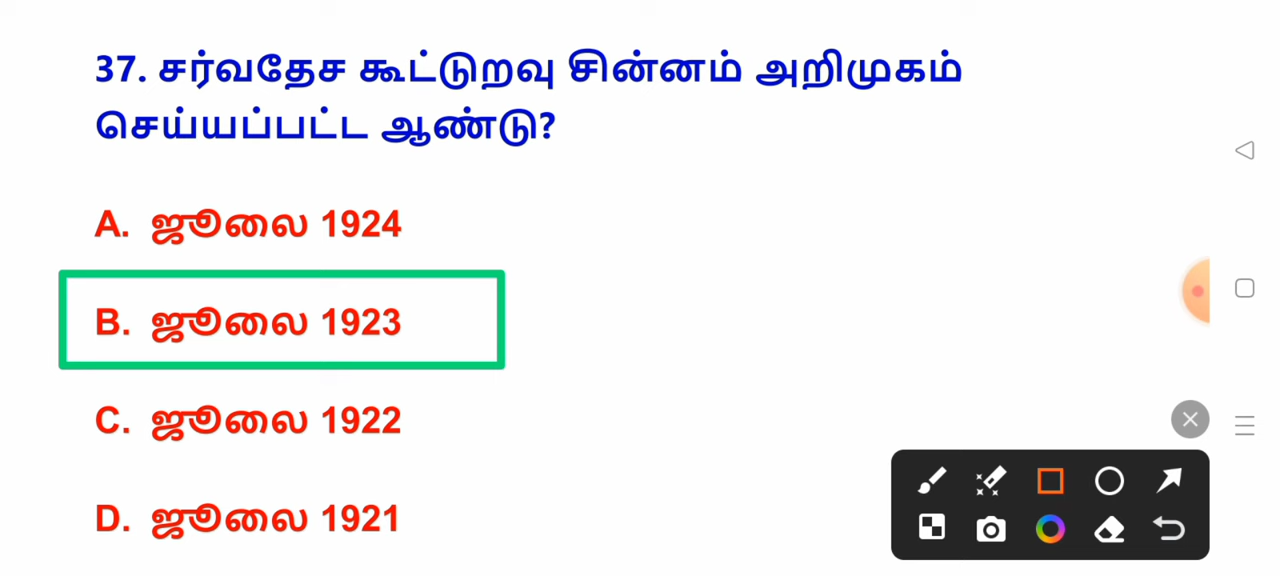 37. சர்வதேச கூட்டுறவு சின்னம் அறிமுகம்
செய்யப்பட்ட ஆண்டு?
A. ஜூலை 1924
B. ஜூலை 1923
C. ஜூலை 1922
D. ஜூலை 1921